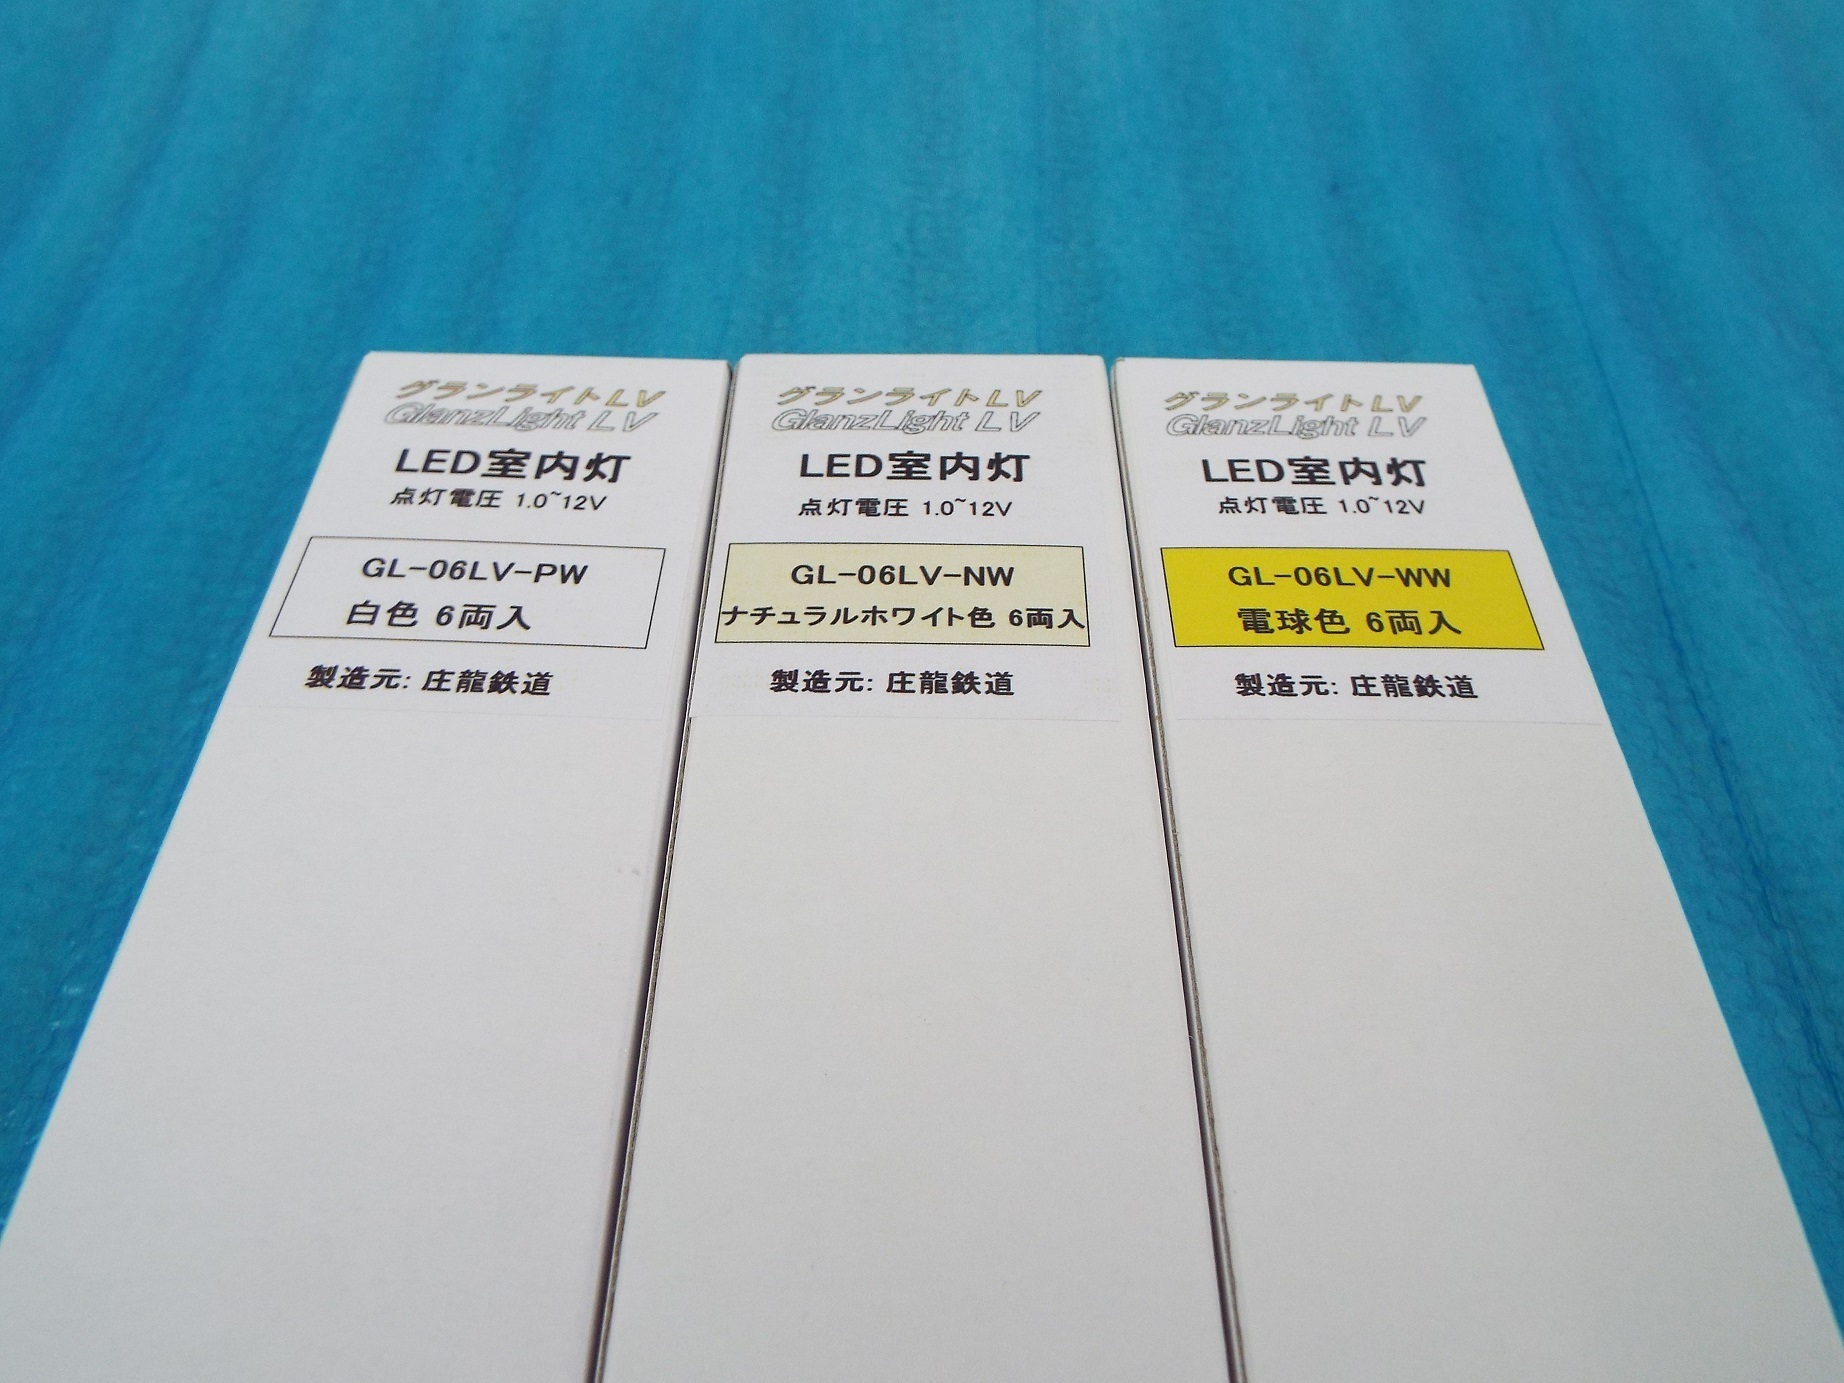 グランライトLV
GlanzLight LV
LED室内灯
点灯電圧 1.0~12V
GL-06LV-PW
白色 6両入
製造元: 庄龍鉄道
グランライトLV
GlanzLight LV
LED室内灯
点灯電圧 1.0~12V
GL-06LV-NW
ナチュラルホワイト色 6両入
製造元: 庄龍鉄道
グランライトLV
GlanzLight LV
LED室内灯
点灯電圧 1.0~12V
GL-06LV-WW
電球色 6両入
製造元: 庄龍鉄道